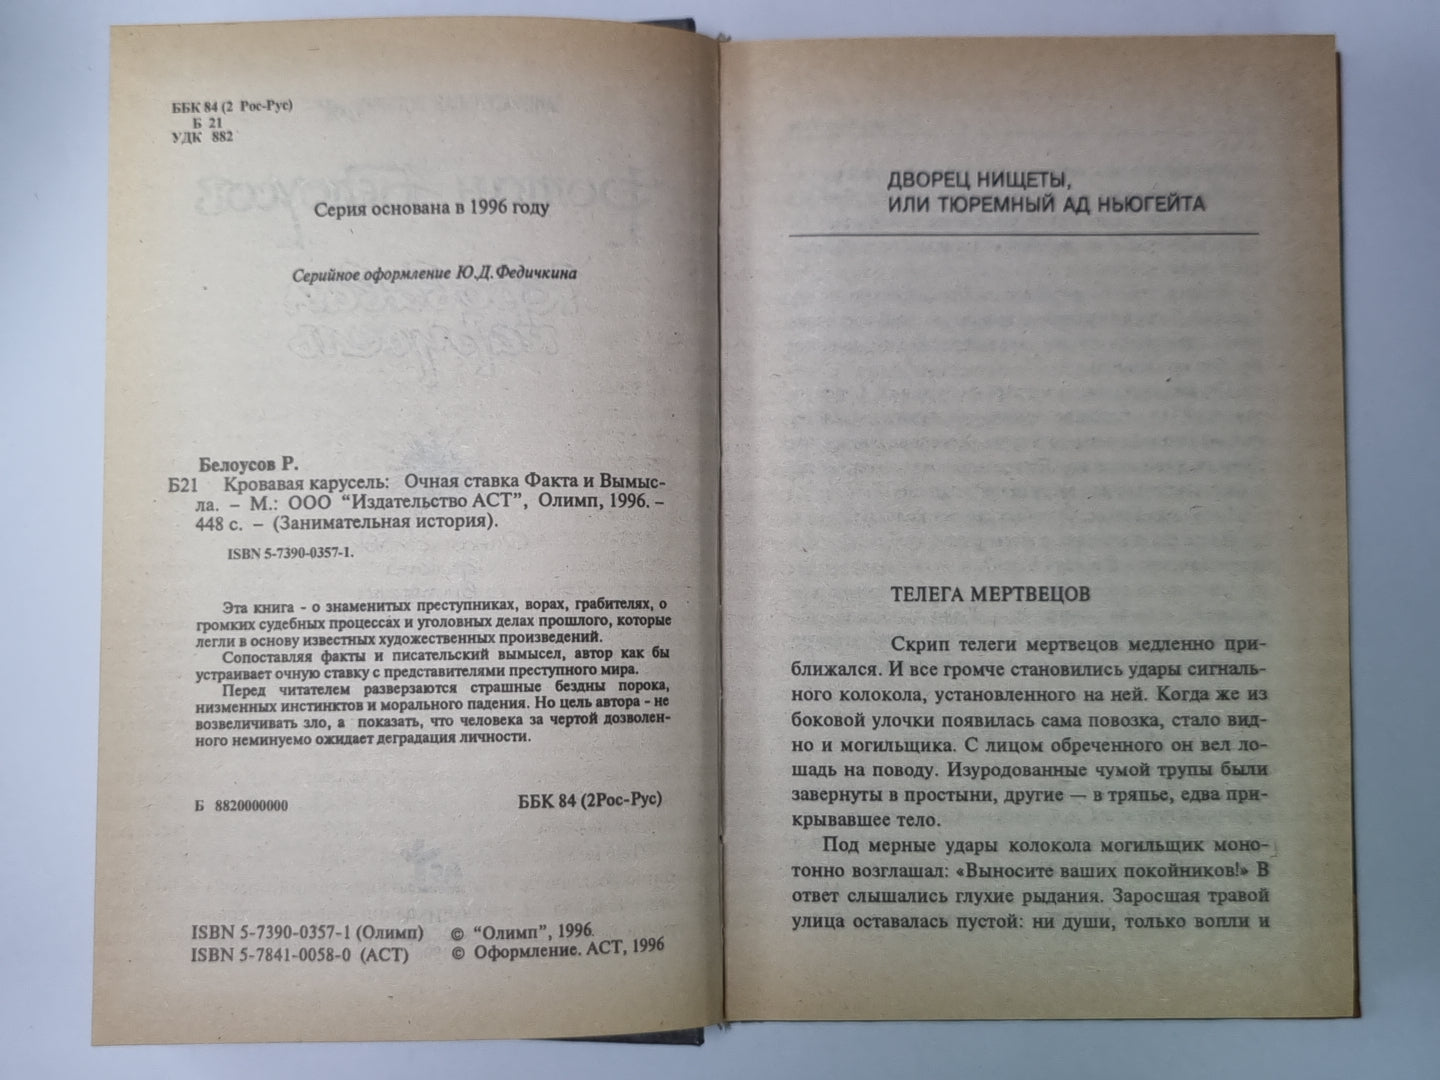 ББК 84 (2 Рос-Рус)
Б 21
УДК 882
Серия основана в 1996 году
Серийное оформление Ю.Д.Федичкина
Белоусов Р.
Б21 Кровавая карусель: Очная ставка Факта и Вымыс-
ла. – М.: ООО “Издательство АСТ”, Олимп, 1996. –
448 с. – (Занимательная история).
ISBN 5-7390-0357-1.
Эта книга - о знаменитых преступниках, ворах, грабителях, о
громких судебных процессах и уголовных делах прошлого, которые
легли в основу известных художественных произведений.
Сопоставляя факты и писательский вымысел, автор как бы
устраивает очную ставку с представителями преступного мира.
Перед читателем разверзаются страшные бездны порока,
низменных инстинктов и морального падения. Но цель автора - не
возвеличивать зло, а показать, что человека за чертой дозволен-
ного неминуемо ожидает деградация личности.
Б 8820000000 ББК 84 (2Рос-Рус)
ISBN 5-7390-0357-1 (Олимп) © “Олимп”, 1996.
ISBN 5-7841-0058-0 (АСТ) © Оформление. АСТ, 1996
ДВОРЕЦ НИЩЕТЫ,
ИЛИ ТЮРЕМНЫЙ АД НЬЮГЕЙТА
ТЕЛЕГА МЕРТВЕЦОВ
Скрип телеги мертвецов медленно при-
ближался. И все громче становились удары сигналь-
ного колокола, установленного на ней. Когда же из
боковой улочки появилась сама повозка, стало вид-
но и могильщика. С лицом обреченного он вел ло-
шадь на поводу. Изуродованные чумой трупы были
завернуты в простыни, другие — в тряпье, едва при-
крывавшее тело.
Под мерные удары колокола могильщик моно-
тонно возглашал: «Выносите ваших покойников!» В
ответ слышались глухие рыдания. Заросшая травой
улица оставалась пустой: ни души, только вопли и